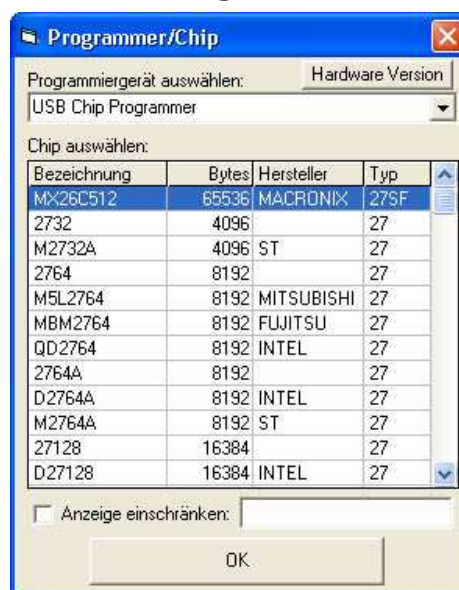 Programmer/Chip
Programmiergerät auswählen: Hardware Version
USB Chip Programmer
Chip auswählen:
Bezeichnung Bytes Hersteller Typ
MX26C512 65536 MACRONIX 27SF
2732 4096 27
M2732A 4096 ST 27
2764 8192 27
M5L2764 8192 MITSUBISHI 27
MBM2764 8192 FUJITSU 27
QD2764 8192 INTEL 27
2764A 8192 27
D2764A 8192 INTEL 27
M2764A 8192 ST 27
27128 16384 27
D27128 16384 INTEL 27
Anzeige einschränken:
OK